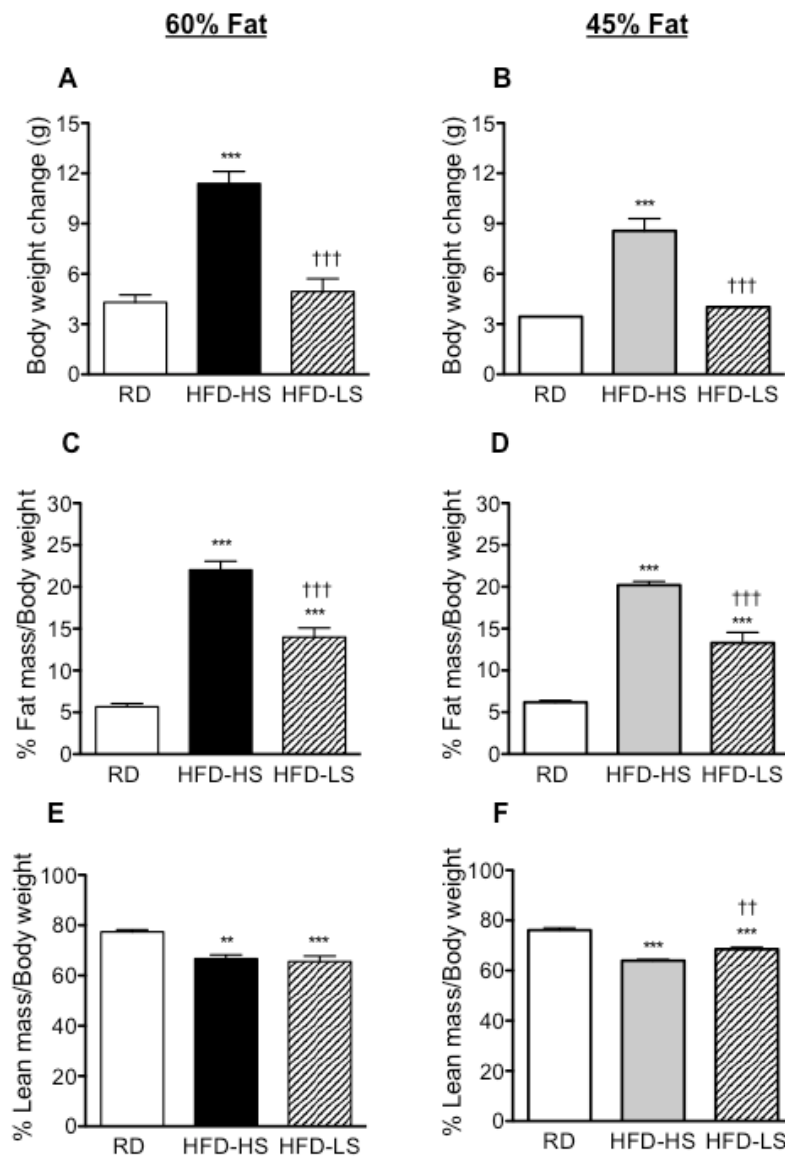 60% Fat
45% Fat
A
Body weight change (g)
15
12
9
6
3
0
***
†††
RD HFD-HS HFD-LS
B
Body weight change (g)
15
12
9
6
3
0
***
†††
RD HFD-HS HFD-LS
C
% Fat mass/Body weight
30
25
20
15
10
5
0
***
†††
***
RD HFD-HS HFD-LS
D
% Fat mass/Body weight
30
25
20
15
10
5
0
***
†††
***
RD HFD-HS HFD-LS
E
% Lean mass/Body weight
100
80
60
40
20
0
**
***
RD HFD-HS HFD-LS
F
% Lean mass/Body weight
100
80
60
40
20
0
***
††
***
RD HFD-HS HFD-LS